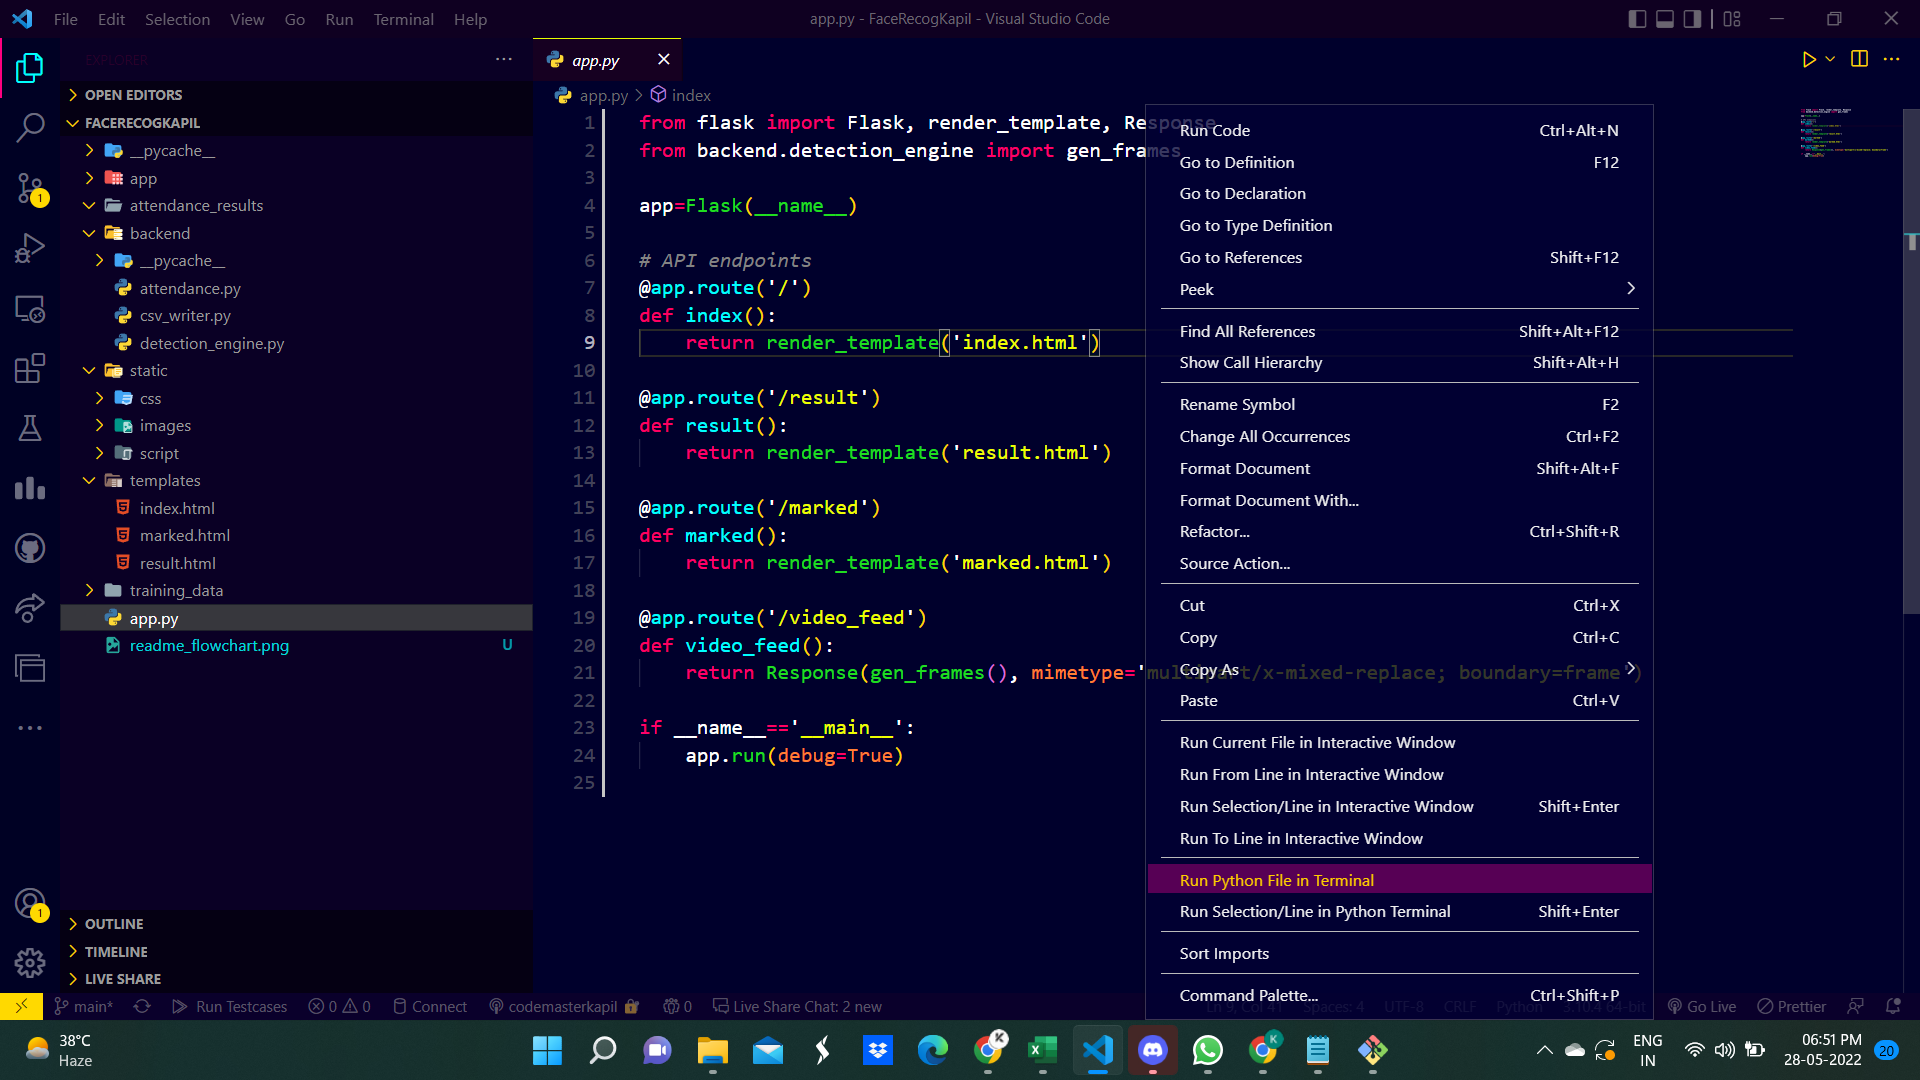 File Edit Selection View Go Run Terminal Help
app.py - FaceRecogKapil - Visual Studio Code
EXPLORER
OPEN EDITORS
FACERECOGKAPIL
__pycache__
app
attendance_results
backend
__pycache__
attendance.py
csv_writer.py
detection_engine.py
static
css
images
script
templates
index.html
marked.html
result.html
training_data
app.py
readme_flowchart.png U
OUTLINE
TIMELINE
LIVE SHARE
1
1
app.py
app.py > index
1 from flask import Flask, render_template, Response
2 from backend.detection_engine import gen_frames
3
4 app=Flask(__name__)
5
6 # API endpoints
7 @app.route('/')
8 def index():
9 return render_template('index.html')
10
11 @app.route('/result')
12 def result():
13 return render_template('result.html')
14
15 @app.route('/marked')
16 def marked():
17 return render_template('marked.html')
18
19 @app.route('/video_feed')
20 def video_feed():
21 return Response(gen_frames(), mimetype='multipart/x-mixed-replace; boundary=frame')
22
23 if __name__=='__main__':
24 app.run(debug=True)
25
Run Code Ctrl+Alt+N
Go to Definition F12
Go to Declaration
Go to Type Definition
Go to References Shift+F12
Peek
Find All References Shift+Alt+F12
Show Call Hierarchy Shift+Alt+H
Rename Symbol F2
Change All Occurrences Ctrl+F2
Format Document Shift+Alt+F
Format Document With...
Refactor... Ctrl+Shift+R
Source Action...
Cut Ctrl+X
Copy Ctrl+C
Copy As
Paste Ctrl+V
Run Current File in Interactive Window
Run From Line in Interactive Window
Run Selection/Line in Interactive Window Shift+Enter
Run To Line in Interactive Window
Run Python File in Terminal
Run Selection/Line in Python Terminal Shift+Enter
Sort Imports
Command Palette... Ctrl+Shift+P
main* Run Testcases 0 0 Connect codemasterkapil 0 Live Share Chat: 2 new Spaces: 4 UTF-8 CRLF Python 3.10.4 64-bit Go Live Prettier
38°C
Haze
K
K
ENG
IN
06:51 PM
28-05-2022
20